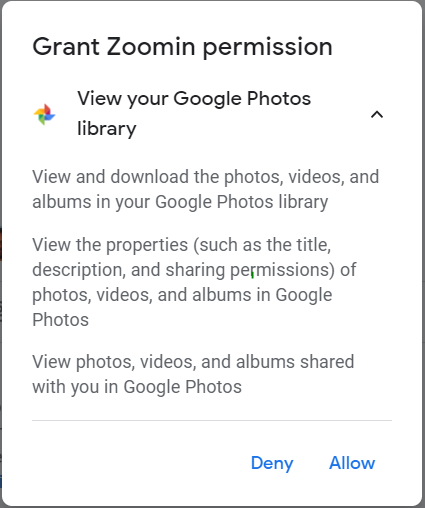 Grant Zoomin permission
View your Google Photos
library
View and download the photos, videos, and
albums in your Google Photos library
View the properties (such as the title,
description, and sharing permissions) of
photos, videos, and albums in Google
Photos
View photos, videos, and albums shared
with you in Google Photos
Deny Allow